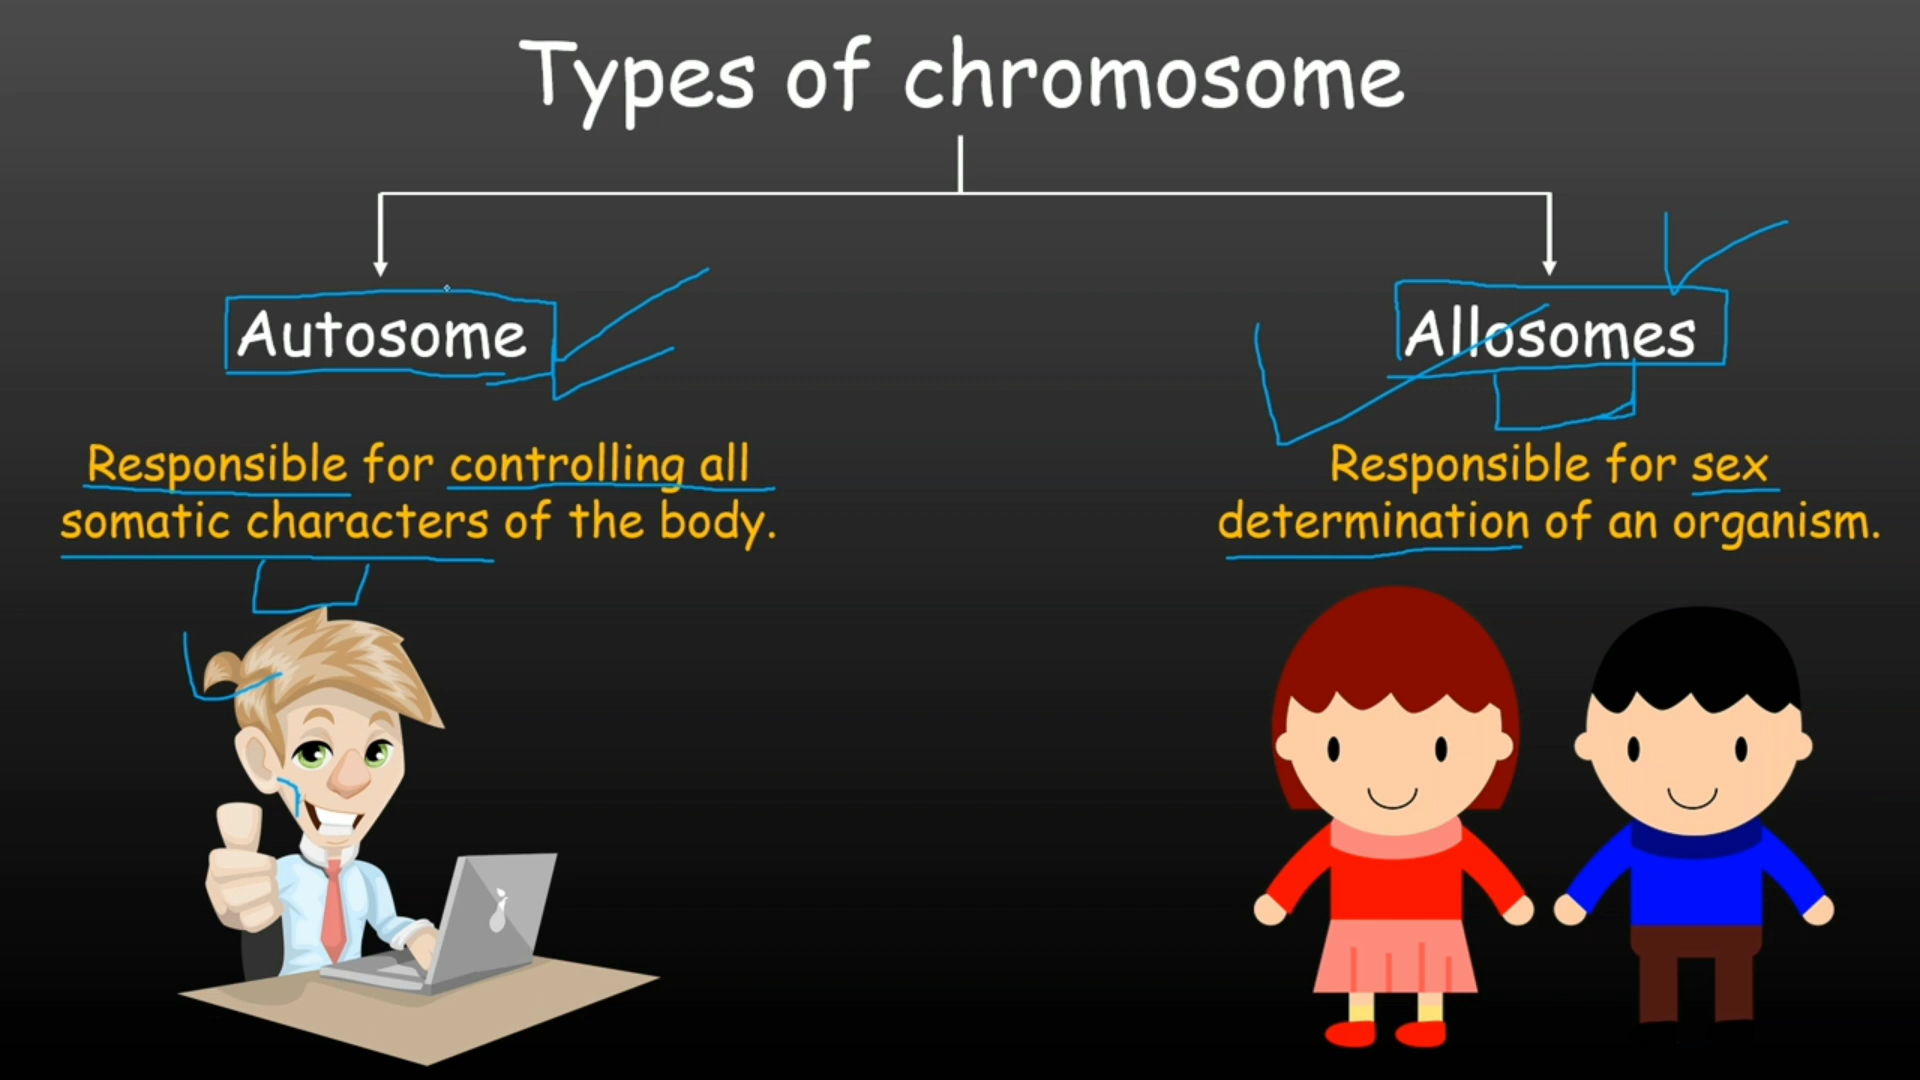 Types of chromosome
Autosome
Responsible for controlling all
somatic characters of the body.
Allosomes
Responsible for sex
determination of an organism.